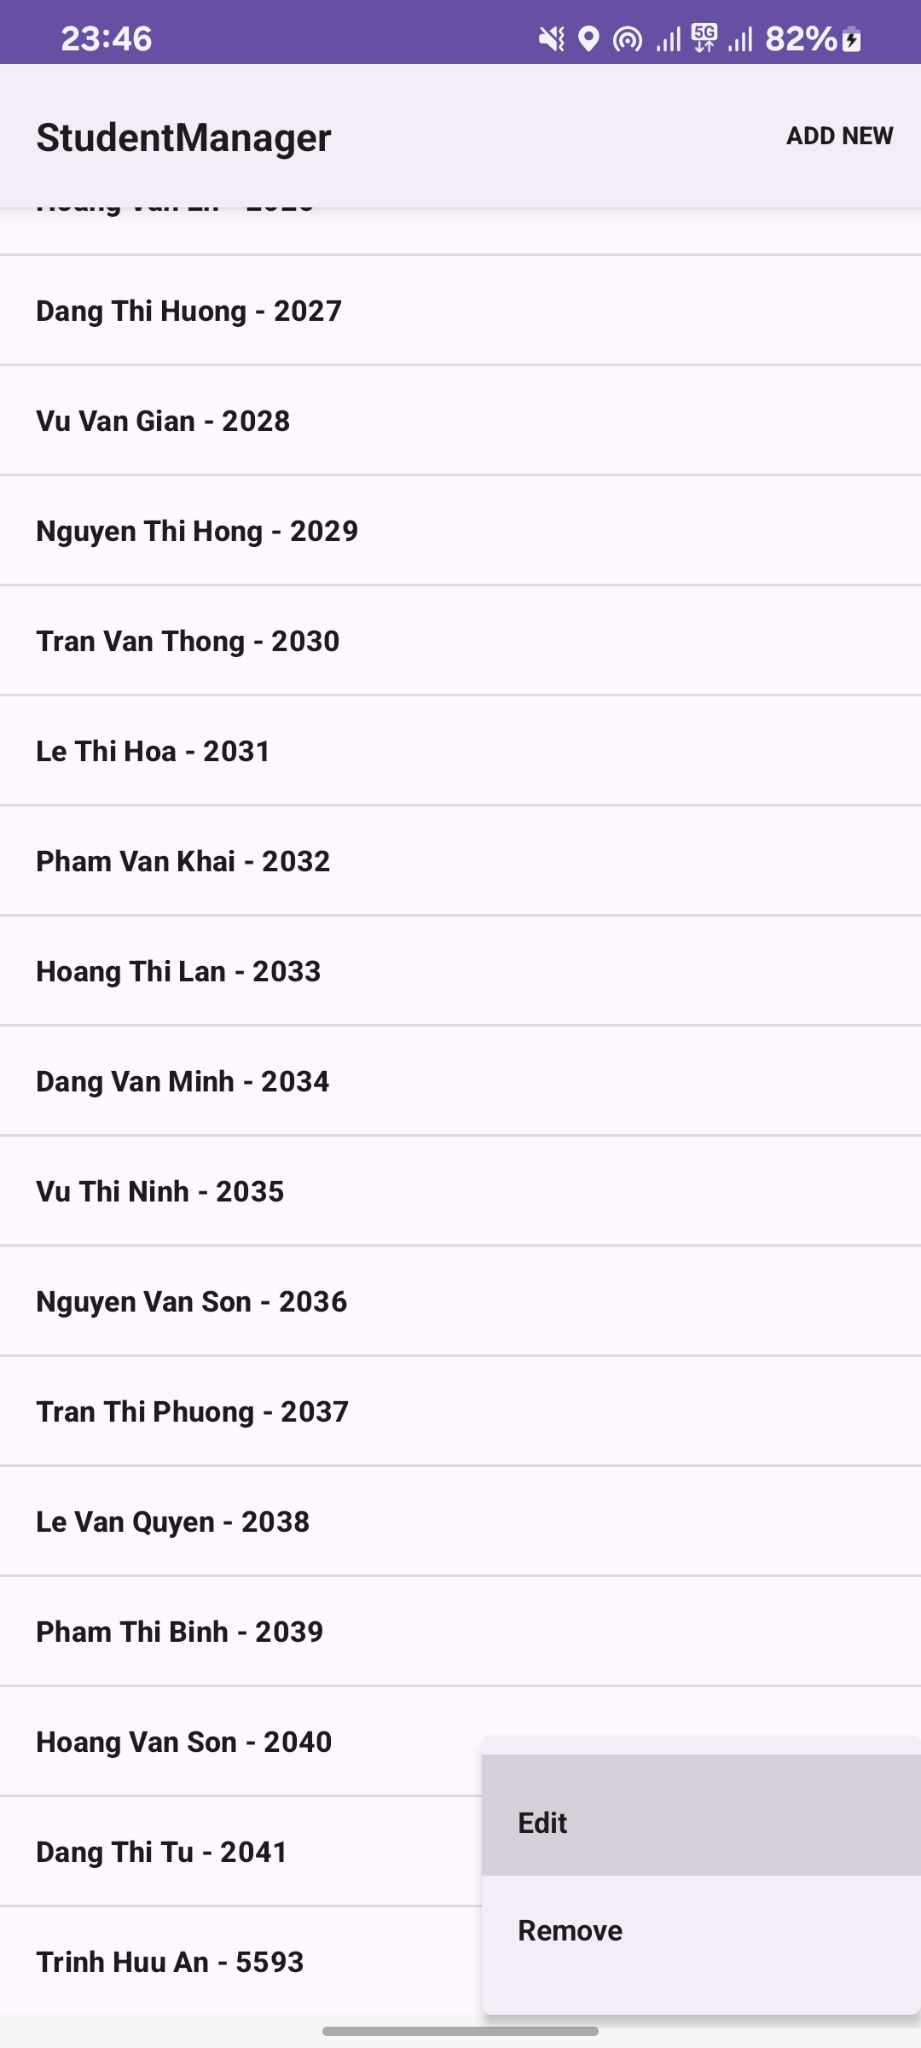 23:46
5G
82%
StudentManager
ADD NEW
Dang Thi Huong - 2027
Vu Van Gian - 2028
Nguyen Thi Hong - 2029
Tran Van Thong - 2030
Le Thi Hoa - 2031
Pham Van Khai - 2032
Hoang Thi Lan - 2033
Dang Van Minh - 2034
Vu Thi Ninh - 2035
Nguyen Van Son - 2036
Tran Thi Phuong - 2037
Le Van Quyen - 2038
Pham Thi Binh - 2039
Hoang Van Son - 2040
Edit
Dang Thi Tu - 2041
Remove
Trinh Huu An - 5593